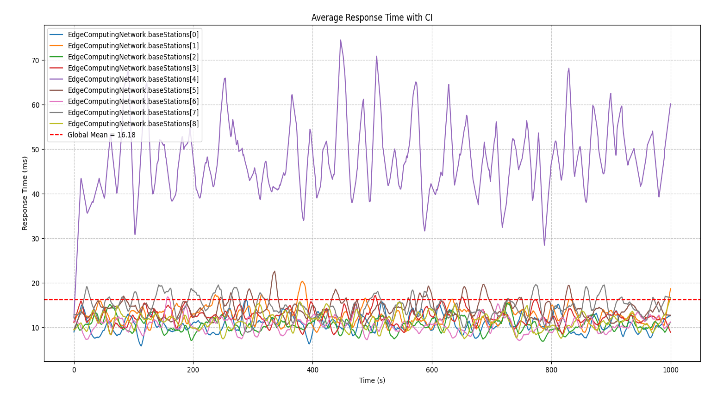 Average Response Time with CI
EdgeComputingNetwork.baseStations[0]
EdgeComputingNetwork.baseStations[1]
EdgeComputingNetwork.baseStations[2]
EdgeComputingNetwork.baseStations[3]
EdgeComputingNetwork.baseStations[4]
EdgeComputingNetwork.baseStations[5]
EdgeComputingNetwork.baseStations[6]
EdgeComputingNetwork.baseStations[7]
EdgeComputingNetwork.baseStations[8]
Global Mean = 16.18
Response Time (ms)
70
60
50
40
30
20
10
0
200
400
600
800
1000
Time (s)